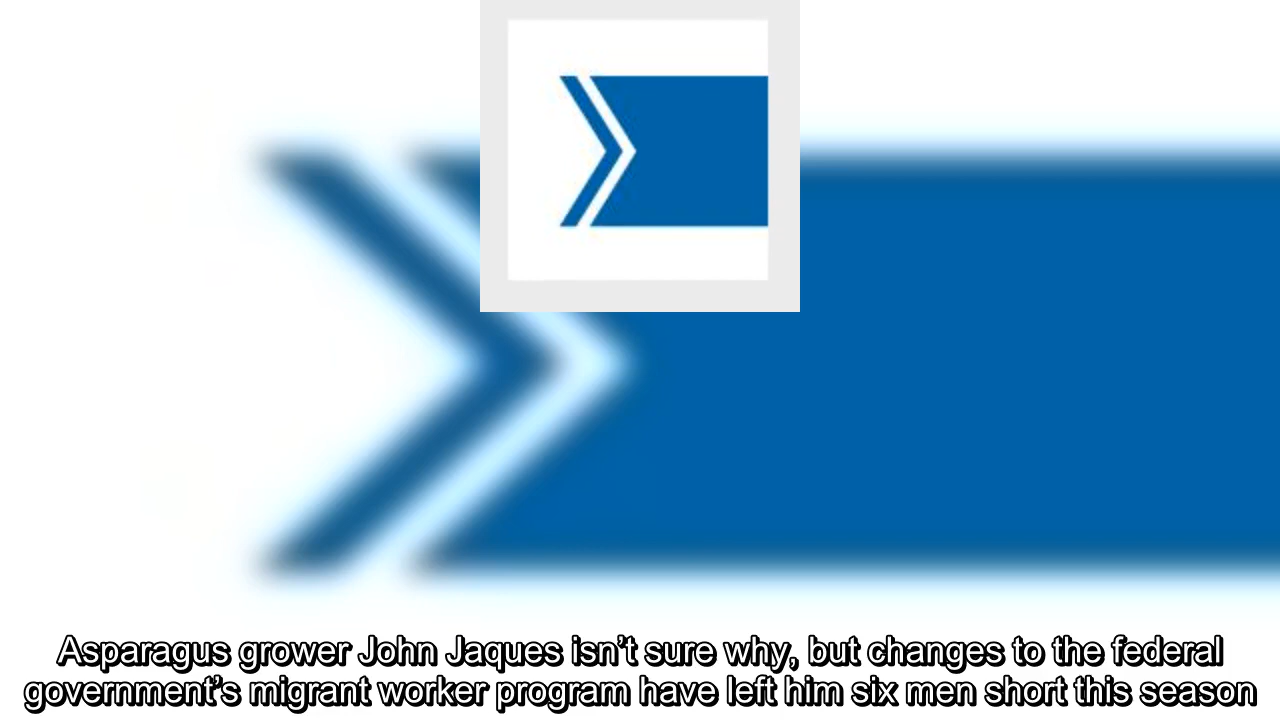 Asparagus grower John Jaques isn’t sure why, but changes to the federal
government’s migrant worker program have left him six men short this season